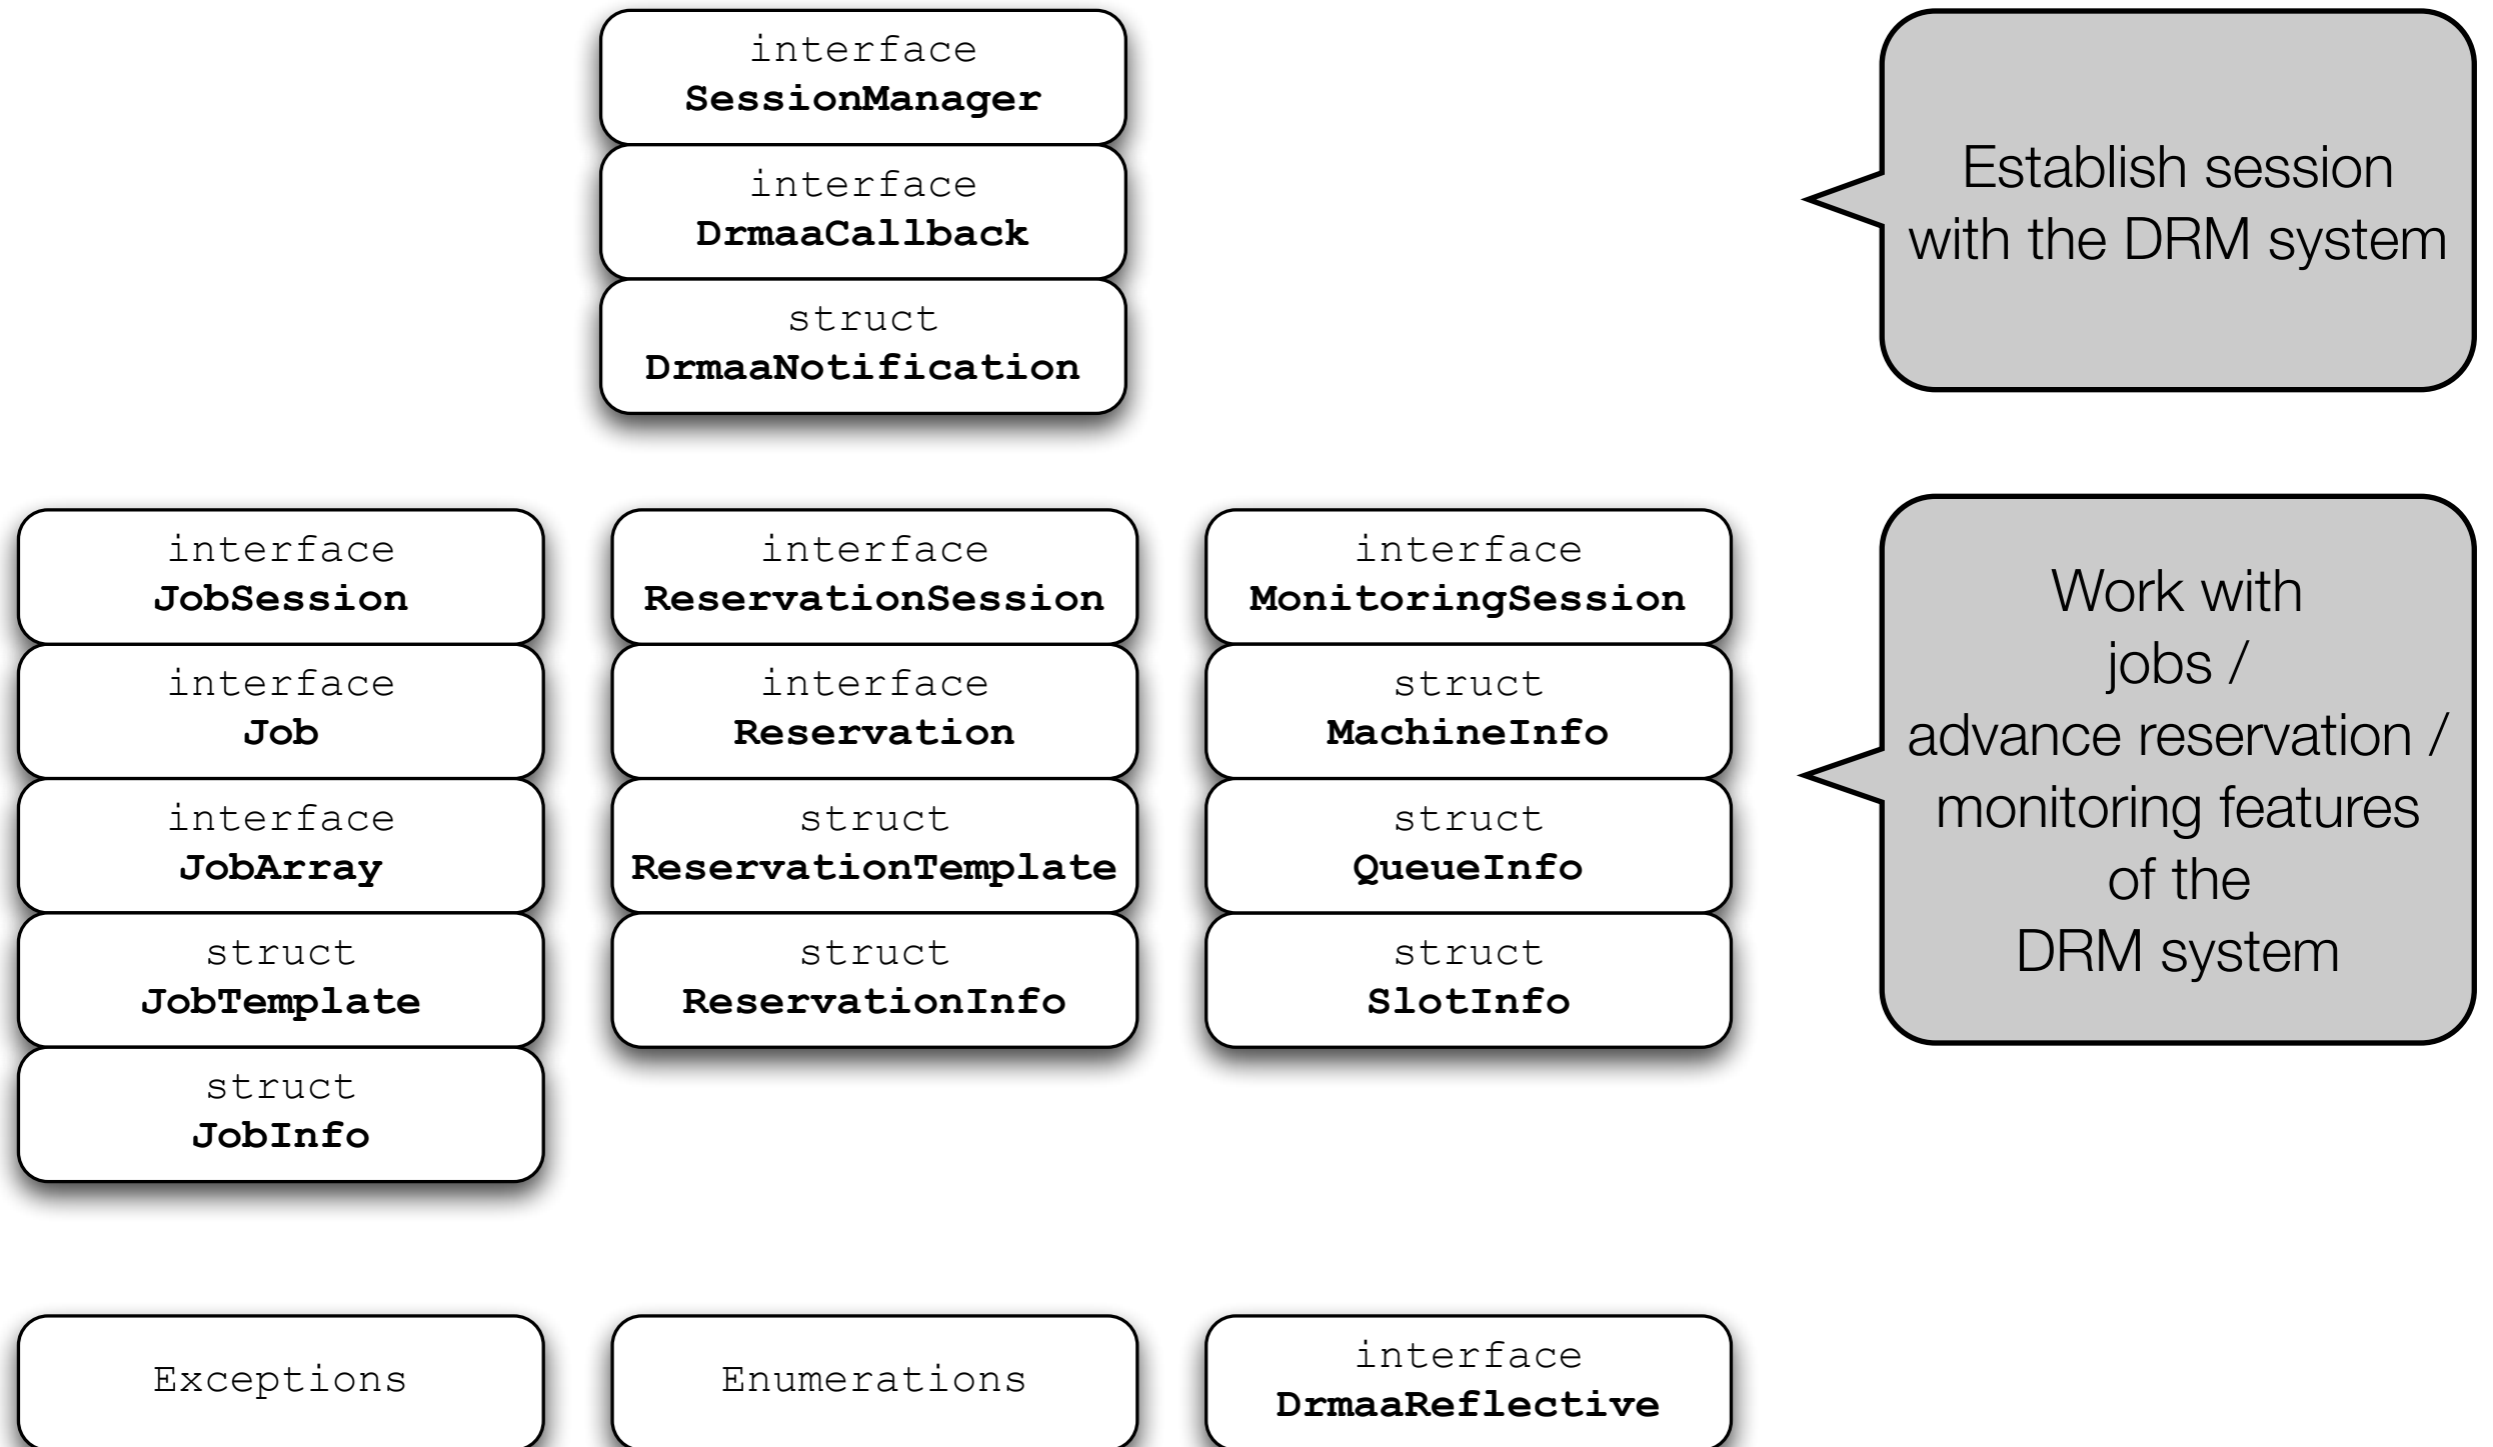 interface
SessionManager
interface
DrmaaCallback
struct
DrmaaNotification
Establish session
with the DRM system
interface
JobSession
interface
Job
interface
JobArray
struct
JobTemplate
struct
JobInfo
interface
ReservationSession
interface
Reservation
struct
ReservationTemplate
struct
ReservationInfo
interface
MonitoringSession
struct
MachineInfo
struct
QueueInfo
struct
SlotInfo
Work with
jobs /
advance reservation /
monitoring features
of the
DRM system
Exceptions
Enumerations
interface
DrmaaReflective